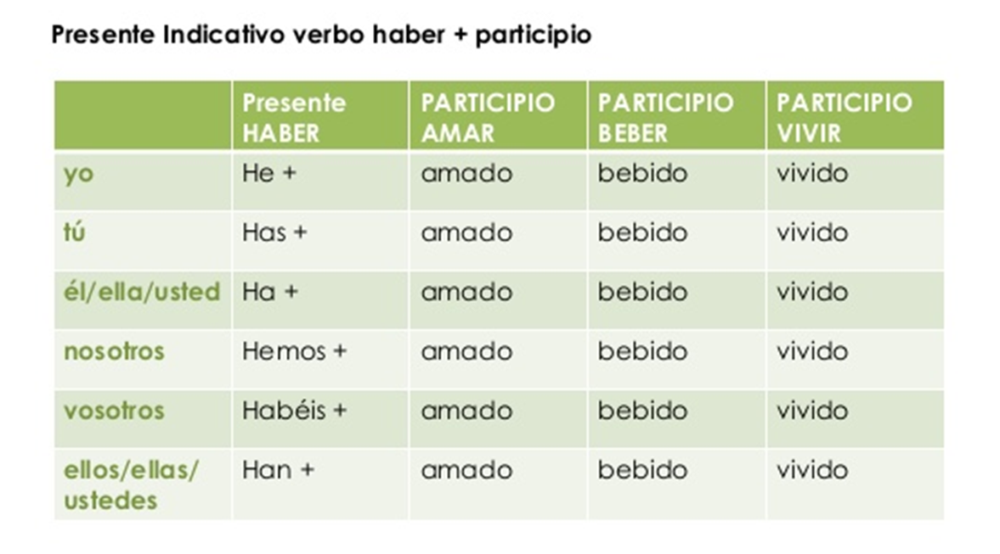 Presente Indicativo verbo haber + participio
Presente HABER PARTICIPIO AMAR PARTICIPIO BEBER PARTICIPIO VIVIR
yo He + amado bebido vivido
tú Has + amado bebido vivido
él/ella/usted Ha + amado bebido vivido
nosotros Hemos + amado bebido vivido
vosotros Habéis + amado bebido vivido
ellos/ellas/ustedes Han + amado bebido vivido